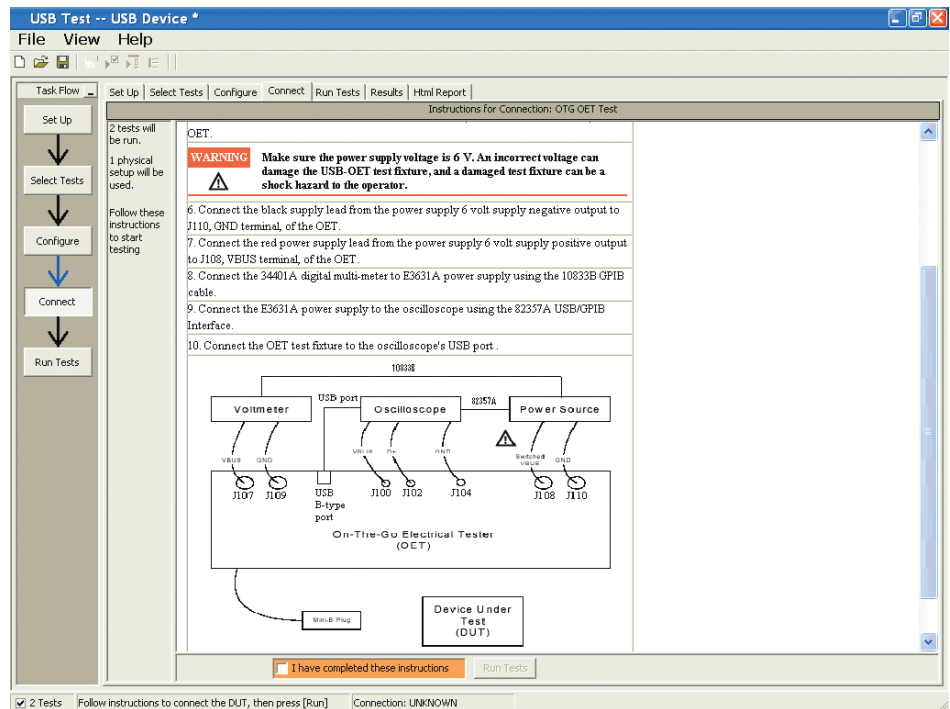 USB Test -- USB Device *
File View Help
Task Flow
Set Up
Select Tests
Configure
Connect
Run Tests
Set Up Select Tests Configure Connect Run Tests Results Html Report
Instructions for Connection: OTG OET Test
2 tests will
be run.
1 physical
setup will be
used.
Follow these
instructions
to start
testing
OET.
WARNING
Make sure the power supply voltage is 6 V. An incorrect voltage can
damage the USB-OET test fixture, and a damaged test fixture can be a
shock hazard to the operator.
6. Connect the black supply lead from the power supply 6 volt supply negative output to
J110, GND terminal, of the OET.
7. Connect the red power supply lead from the power supply 6 volt supply positive output
to J108, VBUS terminal, of the OET.
8. Connect the 34401A digital multi-meter to E3631A power supply using the 10833B GPIB
cable.
9. Connect the E3631A power supply to the oscilloscope using the 82357A USB/GPIB
Interface.
10. Connect the OET test fixture to the oscilloscope's USB port .
10833B
Voltmeter
USB port
Oscilloscope
82357A
Power Source
VBUS GND
VBUS D+ GND
Switched
VBUS
GND
J107 J109
USB
B-type
port
J100 J102 J104
J108 J110
On-The-Go Electrical Tester
(OET)
Mini-B Plug
Device Under
Test
(DUT)
I have completed these instructions
Run Tests
2 Tests
Follow instructions to connect the DUT, then press [Run]
Connection: UNKNOWN